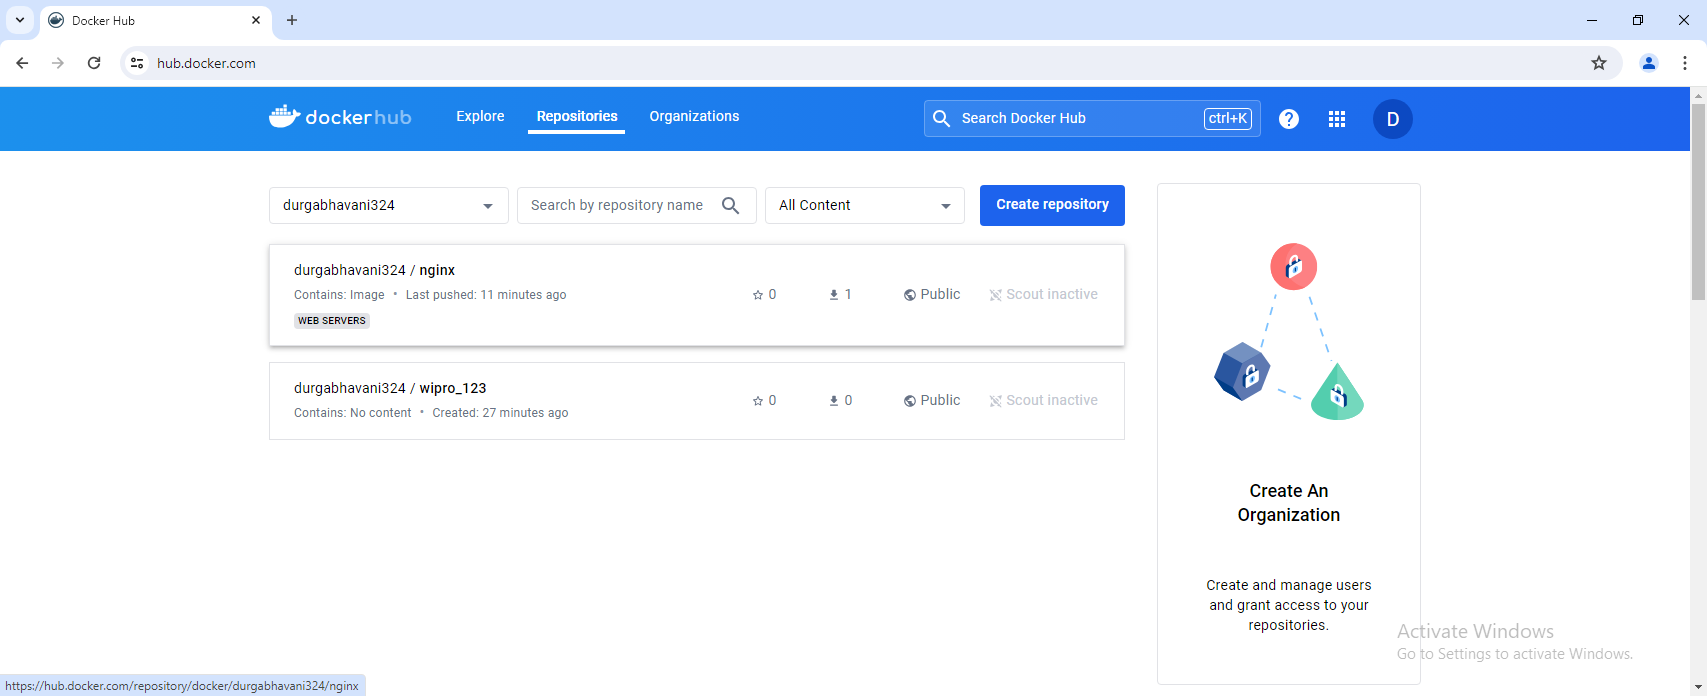 Docker Hub
hub.docker.com
dockerhub
Explore
Repositories
Organizations
Search Docker Hub
ctrl+K
?
D
durgabhavani324
Search by repository name
All Content
Create repository
durgabhavani324 / nginx
Contains: Image • Last pushed: 11 minutes ago
0
1
Public
Scout inactive
WEB SERVERS
durgabhavani324 / wipro_123
Contains: No content • Created: 27 minutes ago
0
0
Public
Scout inactive
Create An
Organization
Create and manage users
and grant access to your
repositories.
Activate Windows
Go to Settings to activate Windows.
https://hub.docker.com/repository/docker/durgabhavani324/nginx